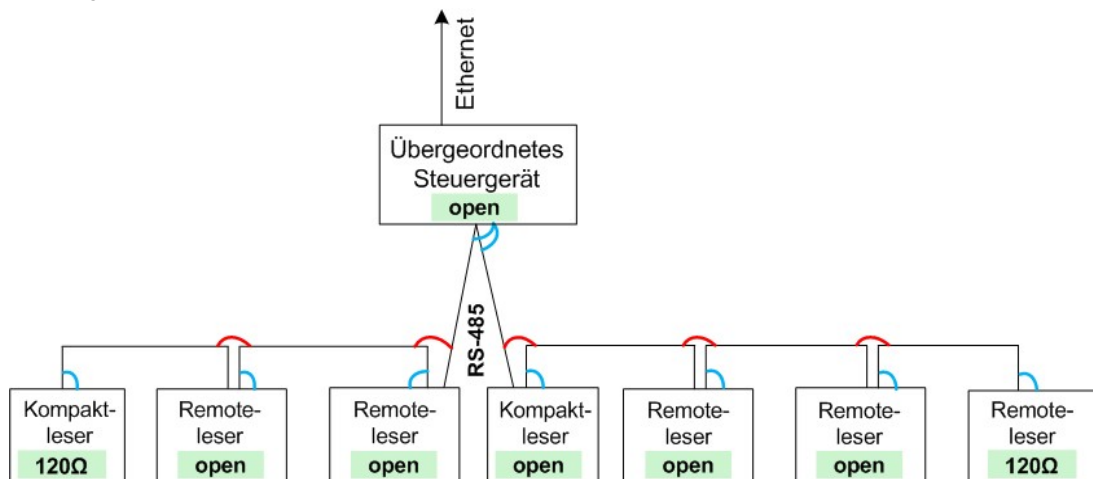 Ethernet
Übergeordnetes
Steuergerät
open
RS-485
Kompakt-
leser
120Ω
Remote-
leser
open
Remote-
leser
open
Kompakt-
leser
open
Remote-
leser
open
Remote-
leser
open
Remote-
leser
120Ω